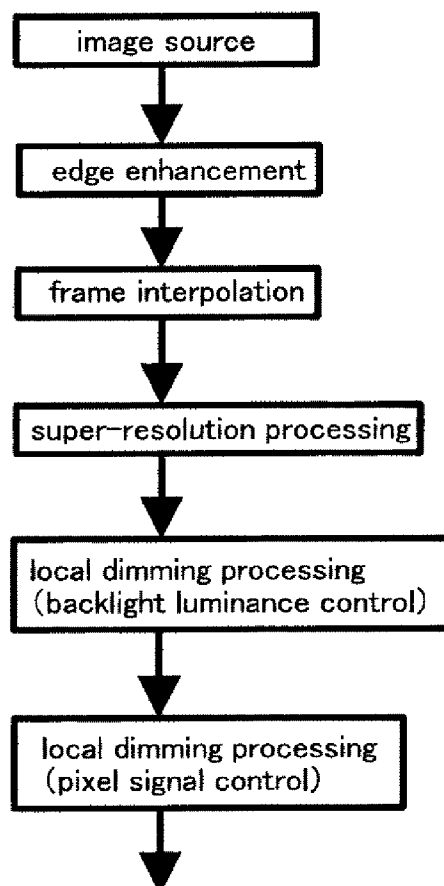 image source
edge enhancement
frame interpolation
super-resolution processing
local dimming processing
(backlight luminance control)
local dimming processing
(pixel signal control)